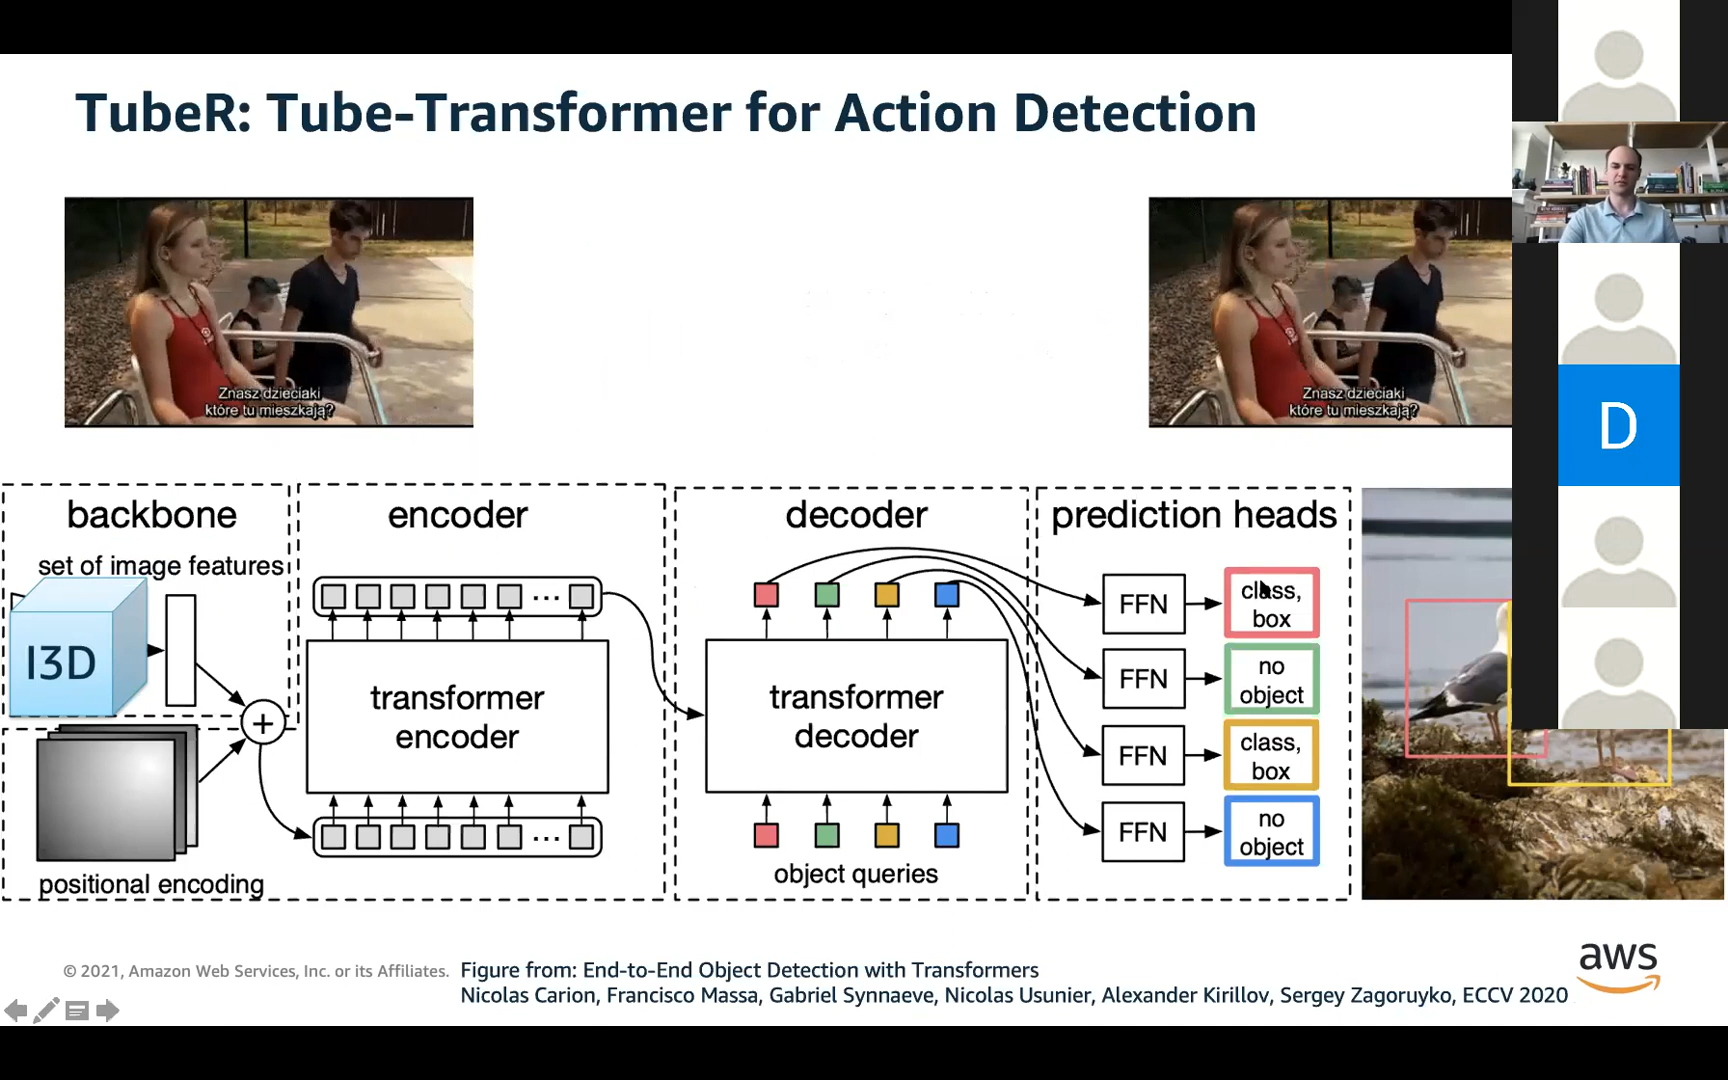 TubeR: Tube-Transformer for Action Detection
Znasz dzieciaki
które tu mieszkają?
Znasz dzieciaki
które tu mieszkają?
D
backbone
set of image features
I3D
+
positional encoding
encoder
...
transformer
encoder
...
decoder
transformer
decoder
object queries
prediction heads
FFN
class,
box
FFN
no
object
FFN
class,
box
FFN
no
object
© 2021, Amazon Web Services, Inc. or its Affiliates.
Figure from: End-to-End Object Detection with Transformers
Nicolas Carion, Francisco Massa, Gabriel Synnaeve, Nicolas Usunier, Alexander Kirillov, Sergey Zagoruyko, ECCV 2020
aws